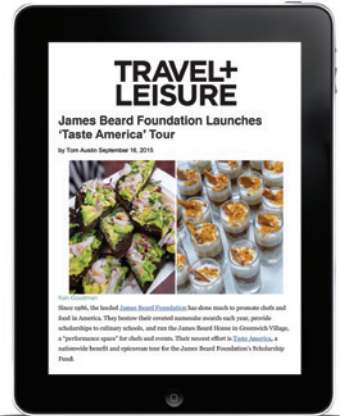 TRAVEL+
LEISURE
James Beard Foundation Launches
'Taste America' Tour
by Tom Austin September 16, 2015
Ken Goodman
Since 1986, the lauded James Beard Foundation has done much to promote chefs and
food in America. They bestow their coveted namesake awards each year, provide
scholarships to culinary schools, and run the James Beard House in Greenwich Village,
a "performance space" for chefs and events. Their newest effort is Taste America, a
nationwide benefit and epicurean tour for the James Beard Foundation's Scholarship
Fund.